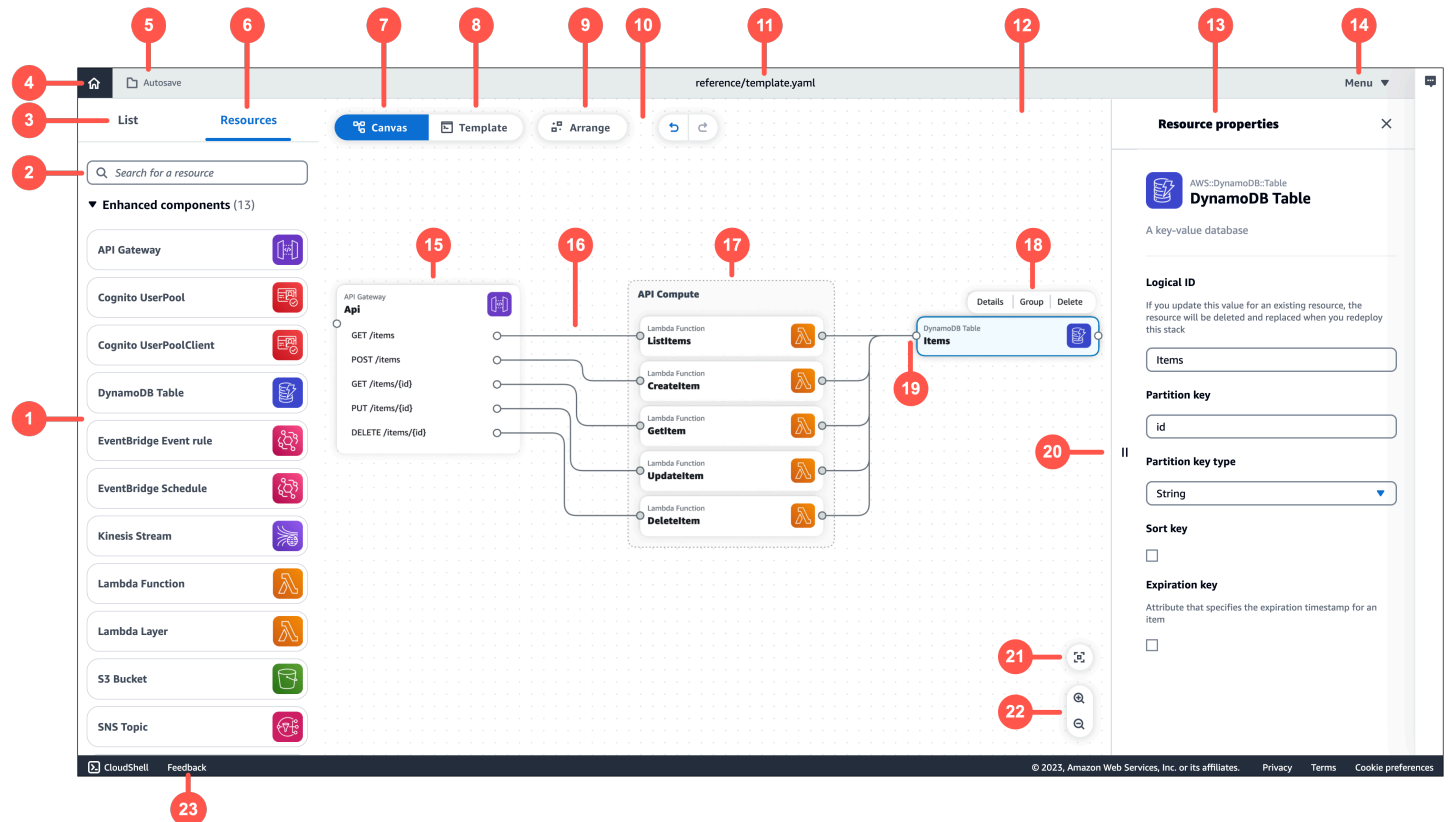 5
6
7
8
9
10
11
12
13
14
4
Autosave
reference/template.yaml
Menu
3
List
Resources
Canvas
Template
Arrange
Resource properties
2
Search for a resource
Enhanced components (13)
API Gateway
Cognito UserPool
Cognito UserPoolClient
DynamoDB Table
1
EventBridge Event rule
EventBridge Schedule
Kinesis Stream
Lambda Function
Lambda Layer
S3 Bucket
SNS Topic
15
16
17
18
API Gateway
Api
GET /items
POST /items
GET /items/{id}
PUT /items/{id}
DELETE /items/{id}
API Compute
Lambda Function
ListItems
Lambda Function
CreateItem
Lambda Function
GetItem
Lambda Function
UpdateItem
Lambda Function
DeleteItem
Details
Group
Delete
DynamoDB Table
Items
19
20
21
22
AWS::DynamoDB::Table
DynamoDB Table
A key-value database
Logical ID
If you update this value for an existing resource, the
resource will be deleted and replaced when you redeploy
this stack
Items
Partition key
id
Partition key type
String
Sort key
Expiration key
Attribute that specifies the expiration timestamp for an
item
CloudShell
Feedback
© 2023, Amazon Web Services, Inc. or its affiliates.
Privacy
Terms
Cookie preferences
23